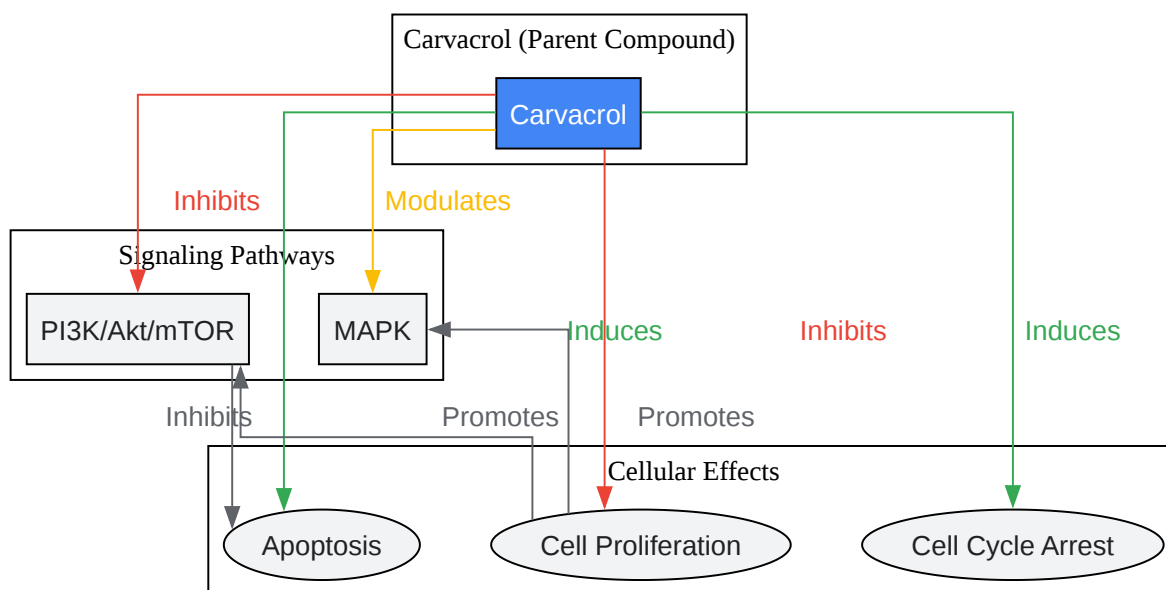 Carvacrol (Parent Compound)
Carvacrol
Inhibits
Modulates
Signaling Pathways
PI3K/Akt/mTOR
MAPK
Induces
Inhibits
Induces
Inhibits
Promotes
Promotes
Cellular Effects
Apoptosis
Cell Proliferation
Cell Cycle Arrest